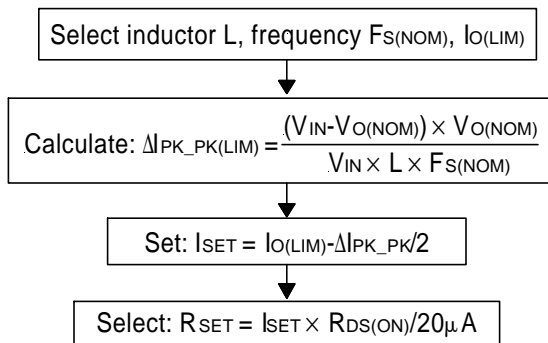 Select inductor L, frequency FS(NOM), IO(LIM)
Calculate: ΔIPK_PK(LIM) = (VIN-VO(NOM)) × VO(NOM) / VIN × L × FS(NOM)
Set: ISET = IO(LIM)-ΔIPK_PK/2
Select: RSET = ISET × RDS(ON)/20μA